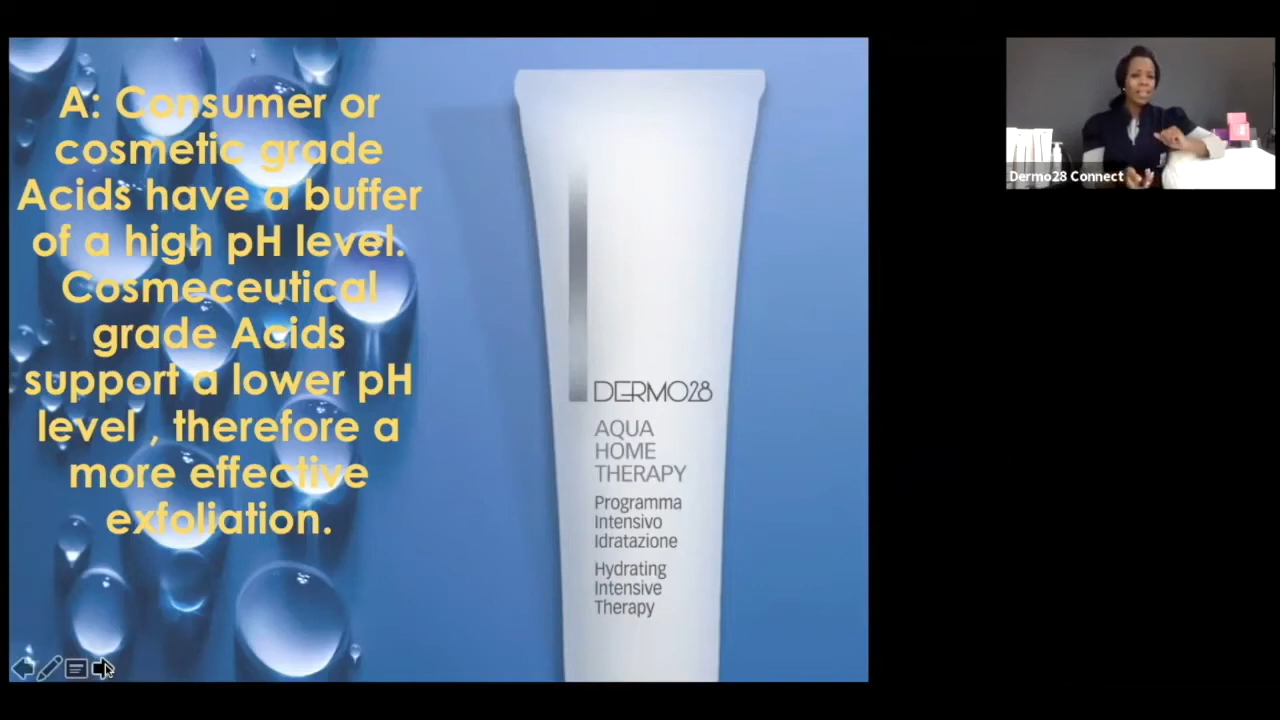 A: Consumer or
cosmetic grade
Acids have a buffer
of a high pH level.
Cosmeceutical
grade Acids
support a lower pH
level , therefore a
more effective
exfoliation.
DERMO28
AQUA
HOME
THERAPY
Programma
Intensivo
Idratazione
Hydrating
Intensive
Therapy
Dermo28 Connect